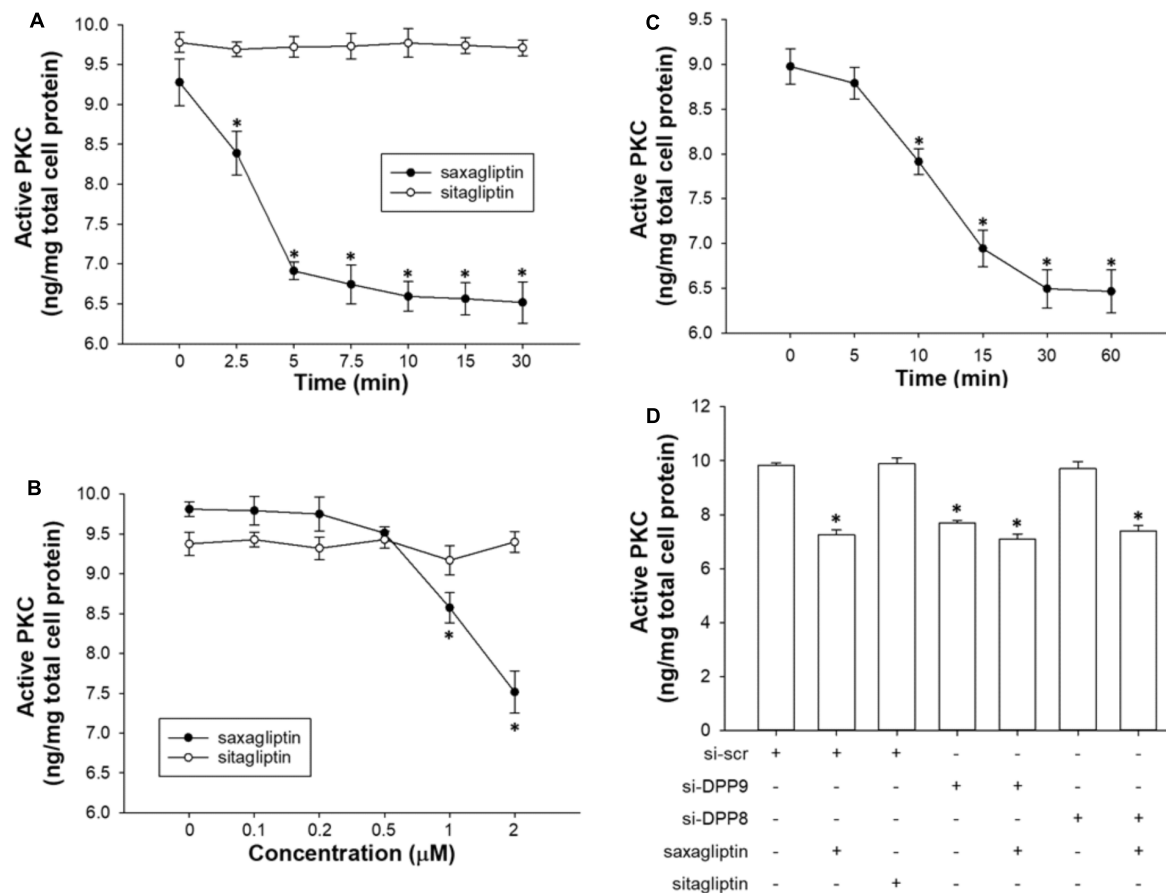 A
Active PKC
(ng/mg total cell protein)
10.0
9.5
9.0
8.5
8.0
7.5
7.0
6.5
6.0
*
* * * * *
saxagliptin
sitagliptin
0 2.5 5 7.5 10 15 30
Time (min)
C
Active PKC
(ng/mg total cell protein)
9.5
9.0
8.5
8.0
7.5
7.0
6.5
6.0
*
*
* *
0 5 10 15 30 60
Time (min)
B
Active PKC
(ng/mg total cell protein)
10.0
9.5
9.0
8.5
8.0
7.5
7.0
6.5
6.0
*
*
saxagliptin
sitagliptin
0 0.1 0.2 0.5 1 2
Concentration (μM)
D
Active PKC
(ng/mg total cell protein)
12
10
8
6
4
2
0
* * * *
si-scr + + + - - - -
si-DPP9 - - - + + - -
si-DPP8 - - - - - + +
saxagliptin - + - - + - +
sitagliptin - - + - - - -